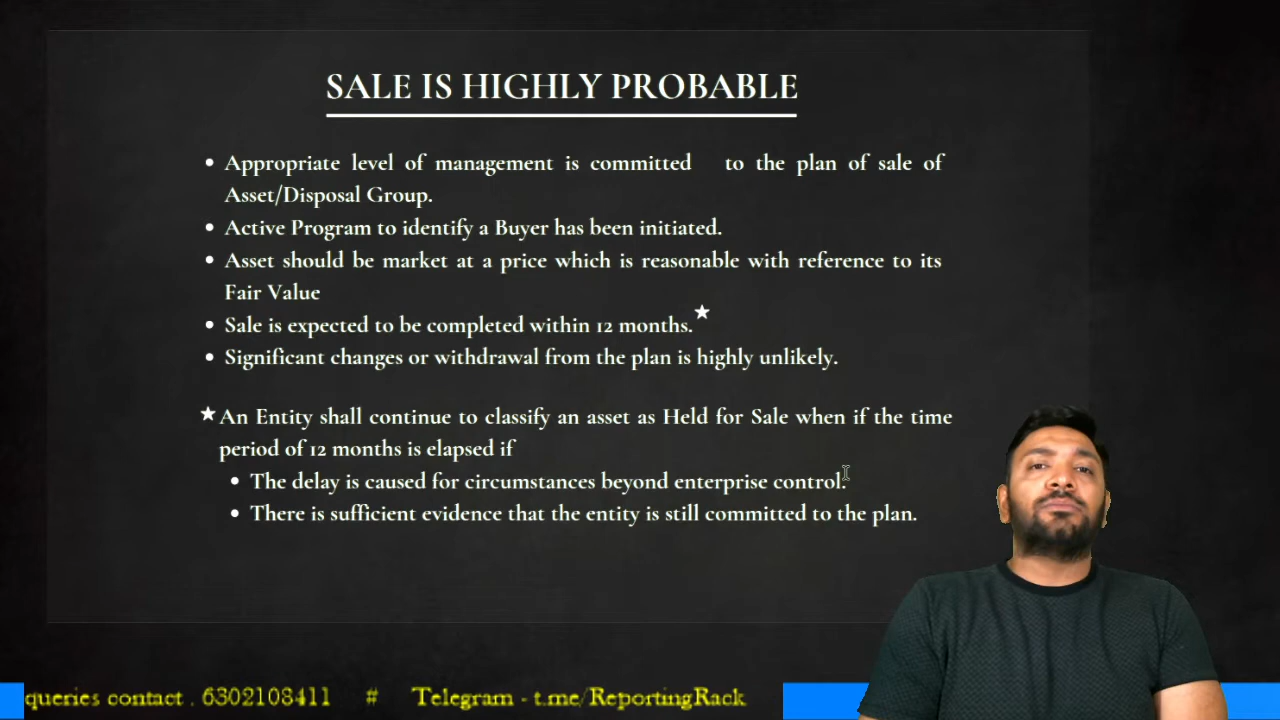 SALE IS HIGHLY PROBABLE
• Appropriate level of management is committed to the plan of sale of
Asset/Disposal Group.
• Active Program to identify a Buyer has been initiated.
• Asset should be market at a price which is reasonable with reference to its
Fair Value
• Sale is expected to be completed within 12 months.★
• Significant changes or withdrawal from the plan is highly unlikely.
★An Entity shall continue to classify an asset as Held for Sale when if the time
period of 12 months is elapsed if
• The delay is caused for circumstances beyond enterprise control.
• There is sufficient evidence that the entity is still committed to the plan.
queries contact . 6302108411 # Telegram - t.me/ReportingRack